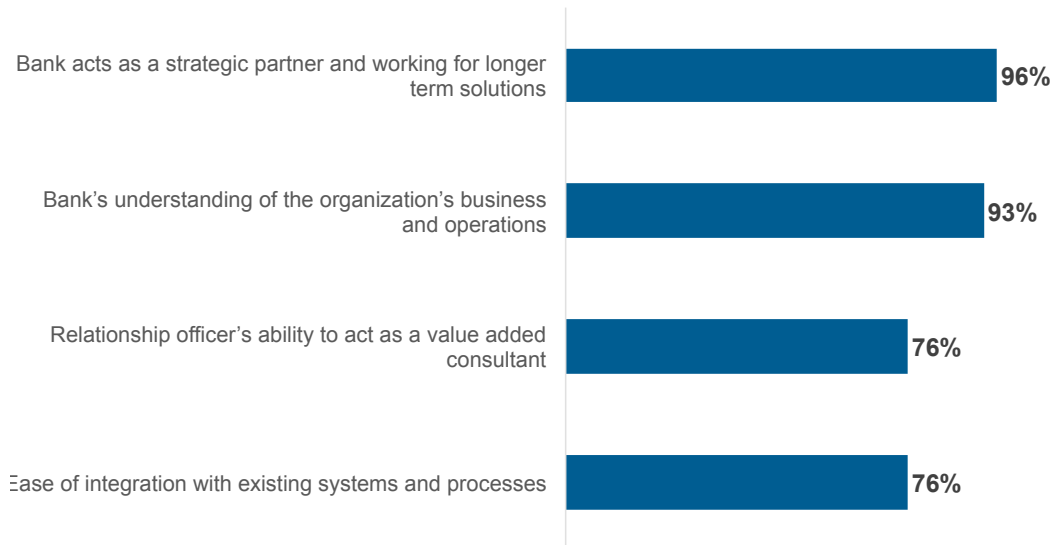 Bank acts as a strategic partner and working for longer
term solutions
96%
Bank’s understanding of the organization’s business
and operations
93%
Relationship officer’s ability to act as a value added
consultant
76%
Ease of integration with existing systems and processes
76%